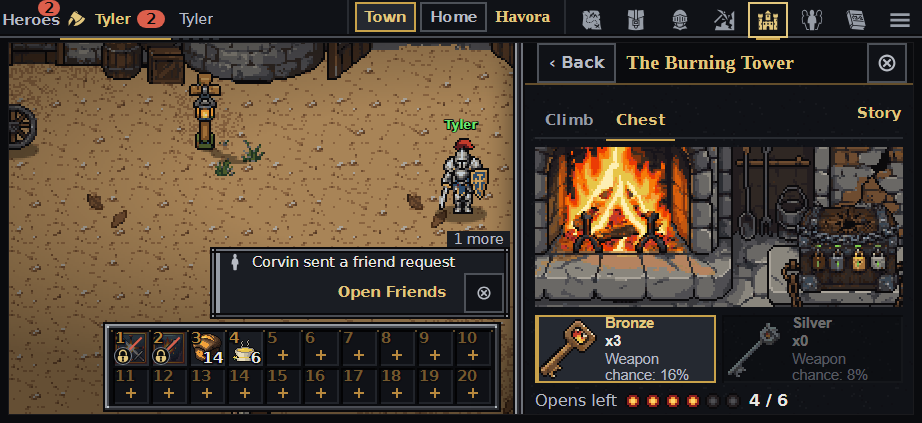 2
Heroes
Tyler 2
Tyler
Town
Home
Havora
‹ Back
The Burning Tower
Climb
Chest
Story
Tyler
1 more
Corvin sent a friend request
Open Friends
1 2 3 4 5 6 7 8 9 10
14 6 + + + + + +
11 12 13 14 15 16 17 18 19 20
+ + + + + + + + + +
Bronze
x3
Weapon
chance: 16%
Silver
x0
Weapon
chance: 8%
Opens left 4 / 6